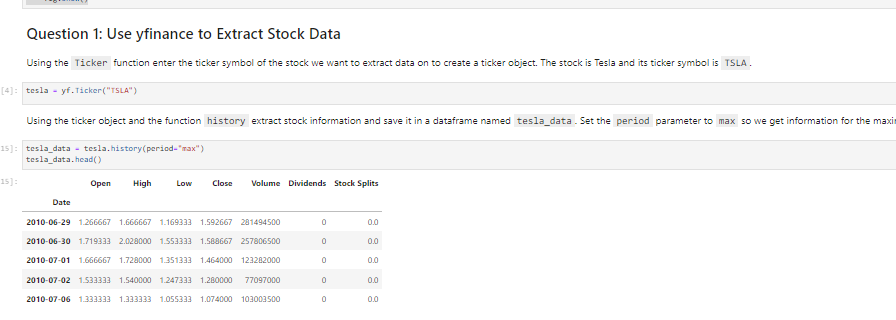 Question 1: Use yfinance to Extract Stock Data
Using the Ticker function enter the ticker symbol of the stock we want to extract data on to create a ticker object. The stock is Tesla and its ticker symbol is TSLA .
[4]: tesla = yf.Ticker("TSLA")
Using the ticker object and the function history extract stock information and save it in a dataframe named tesla_data . Set the period parameter to max so we get information for the
15]: tesla_data = tesla.history(period="max")
tesla_data.head()
15]: Open High Low Close Volume Dividends Stock Splits
Date
2010-06-29 1.266667 1.666667 1.169333 1.592667 281494500 0 0.0
2010-06-30 1.719333 2.028000 1.553333 1.588667 257806500 0 0.0
2010-07-01 1.666667 1.728000 1.351333 1.464000 123282000 0 0.0
2010-07-02 1.533333 1.540000 1.247333 1.280000 77097000 0 0.0
2010-07-06 1.333333 1.333333 1.055333 1.074000 103003500 0 0.0